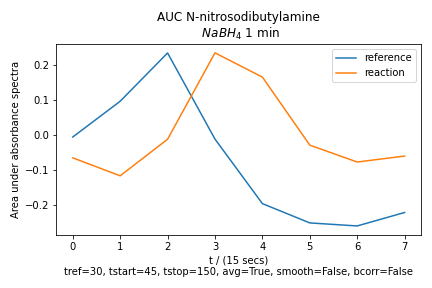 AUC N-nitrosodibutylamine
NaBH4 1 min
reference
reaction
Area under absorbance spectra
0.2
0.1
0.0
−0.1
−0.2
0 1 2 3 4 5 6 7
t / (15 secs)
tref=30, tstart=45, tstop=150, avg=True, smooth=False, bcorr=False